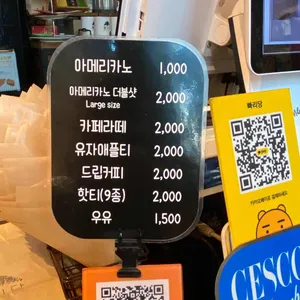 아메리카노 1,000
아메리카노 더블샷
Large size 2,000
카페라떼 2,000
유자애플티 2,000
드립커피 2,000
핫티(9종) 2,000
우유 1,500
빠리당
CESCO